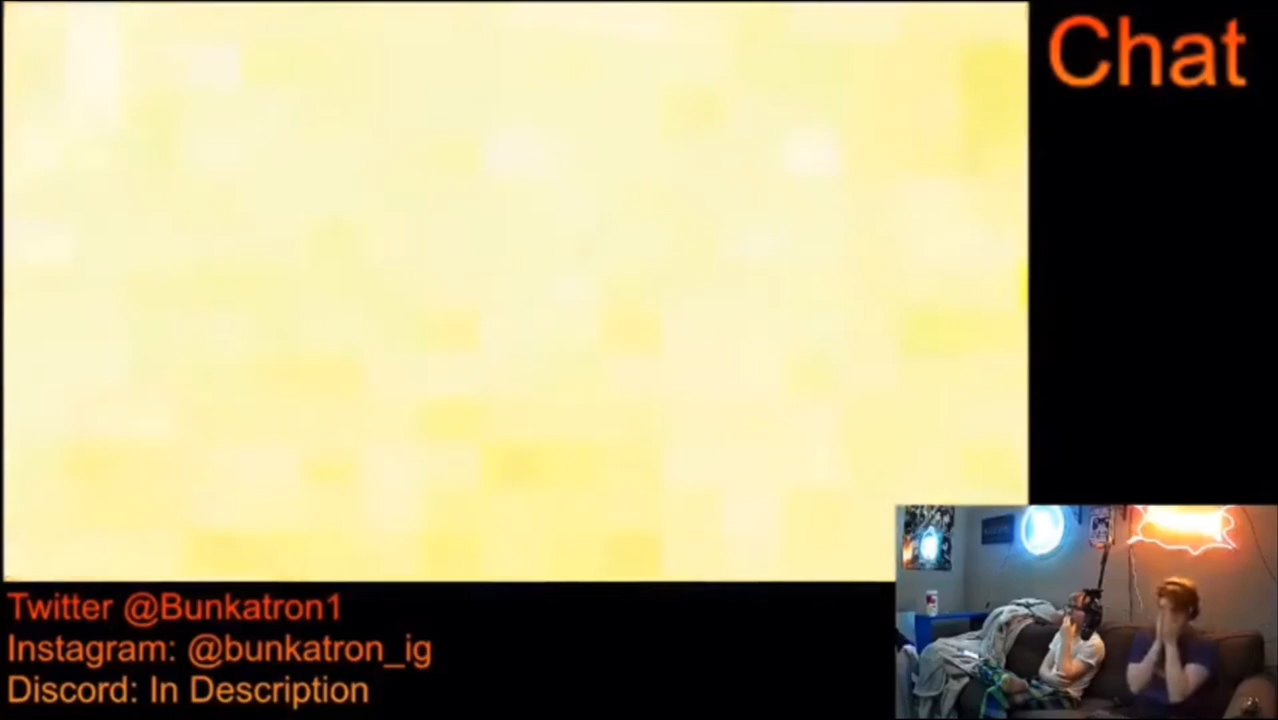 Chat
Twitter @Bunkatron1
Instagram: @bunkatron_ig
Discord: In Description